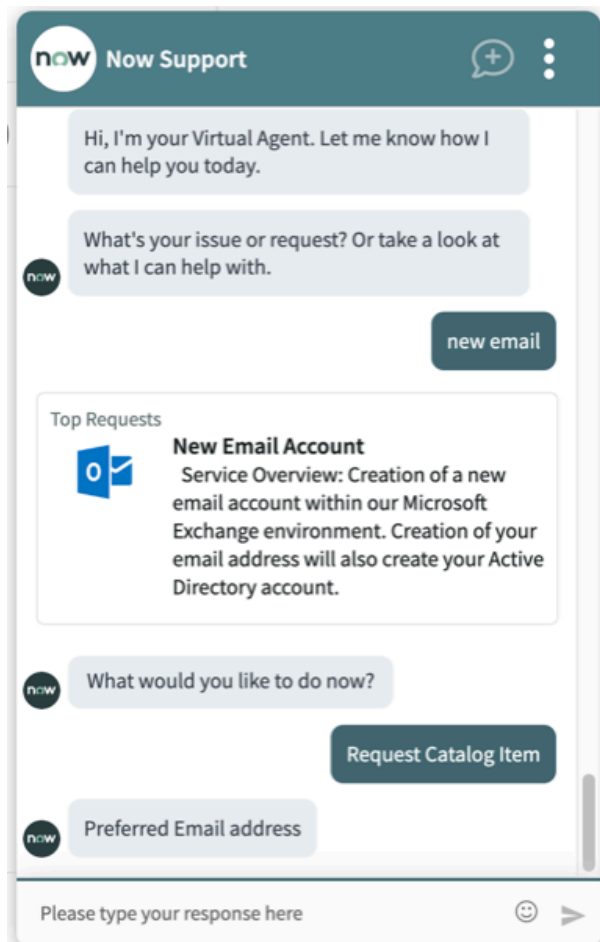 now Now Support
Hi, I'm your Virtual Agent. Let me know how I
can help you today.
What's your issue or request? Or take a look at
what I can help with.
now
new email
Top Requests
New Email Account
Service Overview: Creation of a new
email account within our Microsoft
Exchange environment. Creation of your
email address will also create your Active
Directory account.
now
What would you like to do now?
Request Catalog Item
now
Preferred Email address
Please type your response here